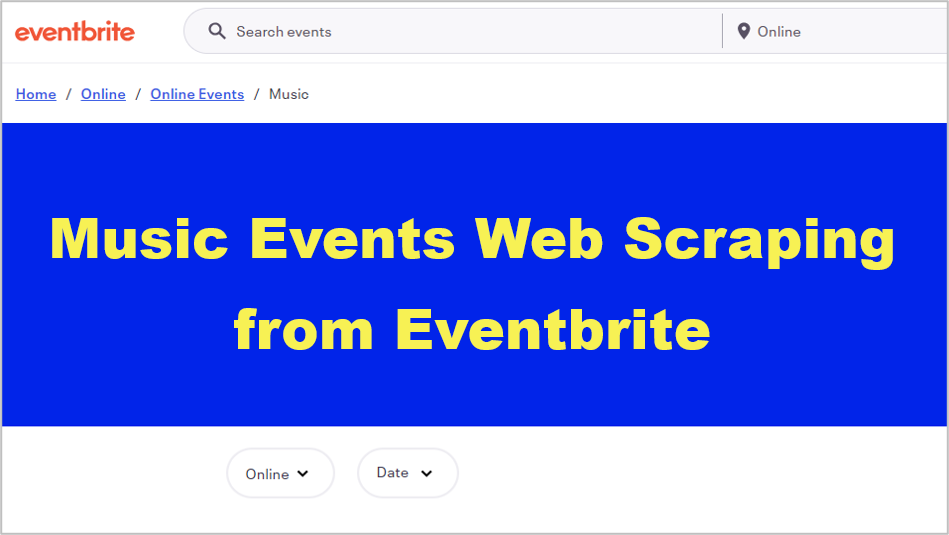 eventbrite
Search events
Online
Home / Online / Online Events / Music
Music Events Web Scraping
from Eventbrite
Online
Date